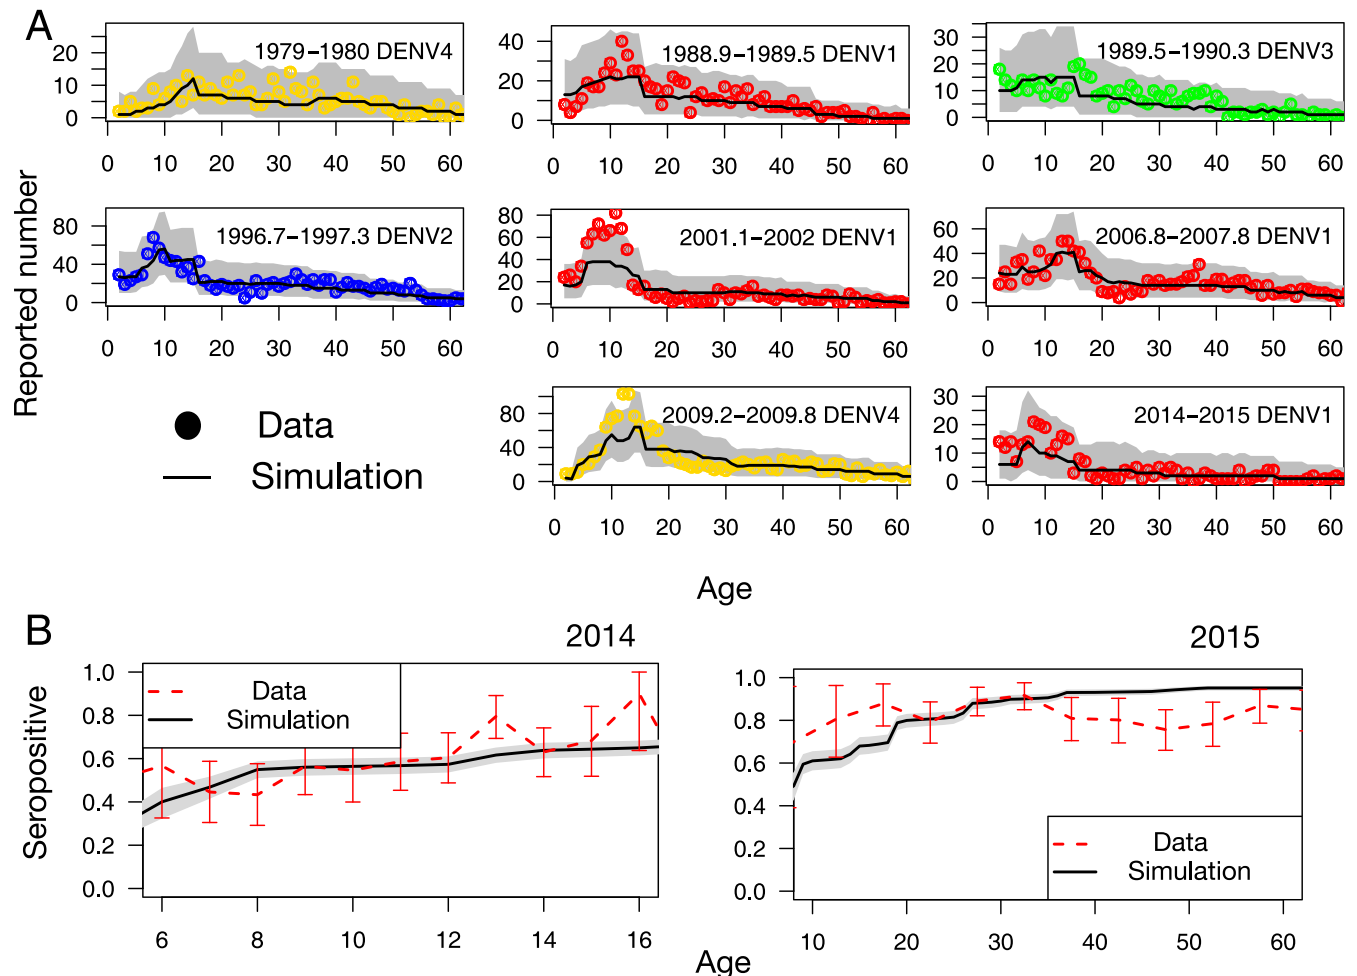 A
Reported number
1979–1980 DENV4
0 5 10 20
0 10 20 30 40 50 60
1988.9–1989.5 DENV1
0 20 40
0 10 20 30 40 50 60
1989.5–1990.3 DENV3
0 10 20 30
0 10 20 30 40 50 60
1996.7–1997.3 DENV2
0 20 40 80
0 10 20 30 40 50 60
2001.1–2002 DENV1
0 20 40 60 80
0 10 20 30 40 50 60
2006.8–2007.8 DENV1
0 20 40 60
0 10 20 30 40 50 60
Data
Simulation
2009.2–2009.8 DENV4
0 40 80
0 10 20 30 40 50 60
2014–2015 DENV1
0 5 10 20 30
0 10 20 30 40 50 60
Age
B
Seropositive
2014
Data
Simulation
0.0 0.2 0.4 0.6 0.8 1.0
6 8 10 12 14 16
2015
Data
Simulation
0.0 0.2 0.4 0.6 0.8 1.0
10 20 30 40 50 60
Age